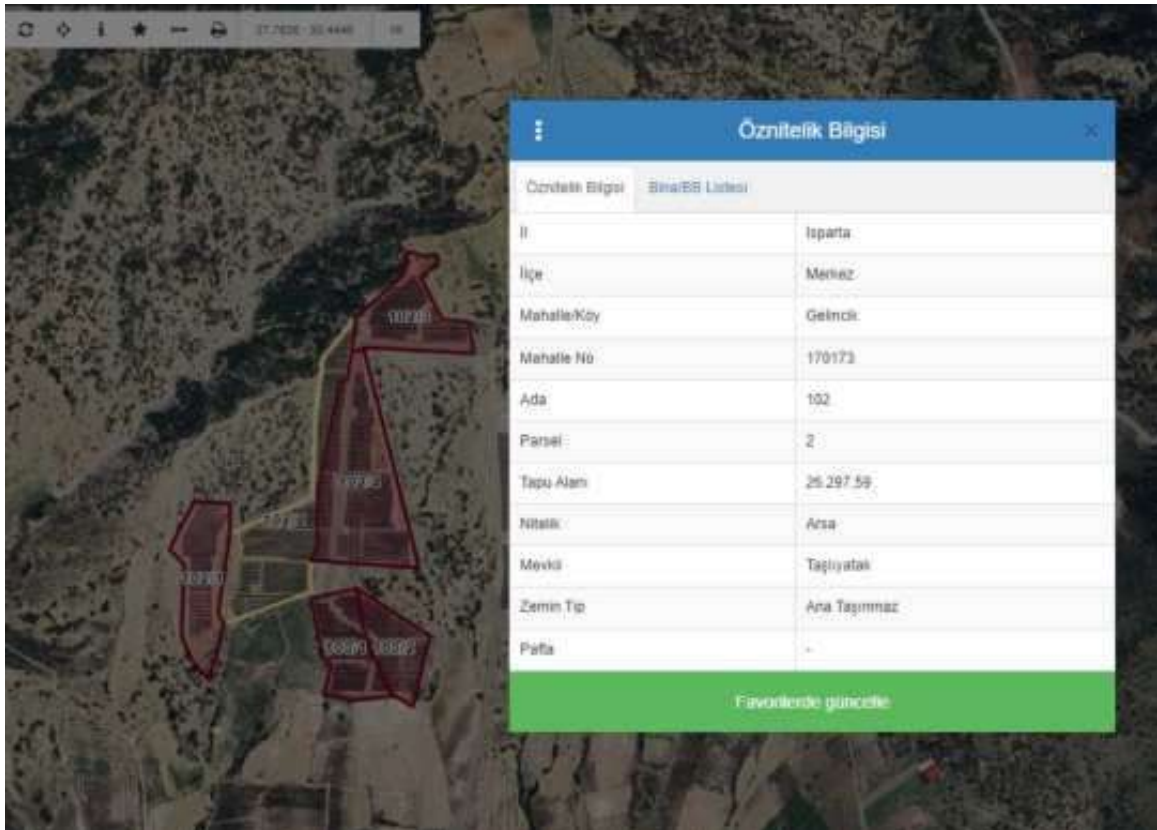 Öznitelik Bilgisi
Öznitelik Bilgisi Bina/BB Listesi
İl Isparta
İlçe Merkez
Mahalle/Köy Gelincik
Mahalle No 170173
Ada 102
Parsel 2
Tapu Alanı 26.297,59
Nitelik Arsa
Mevkii Taşlıyatak
Zemin Tip Ana Taşınmaz
Pafta -
Favorilerde güncelle